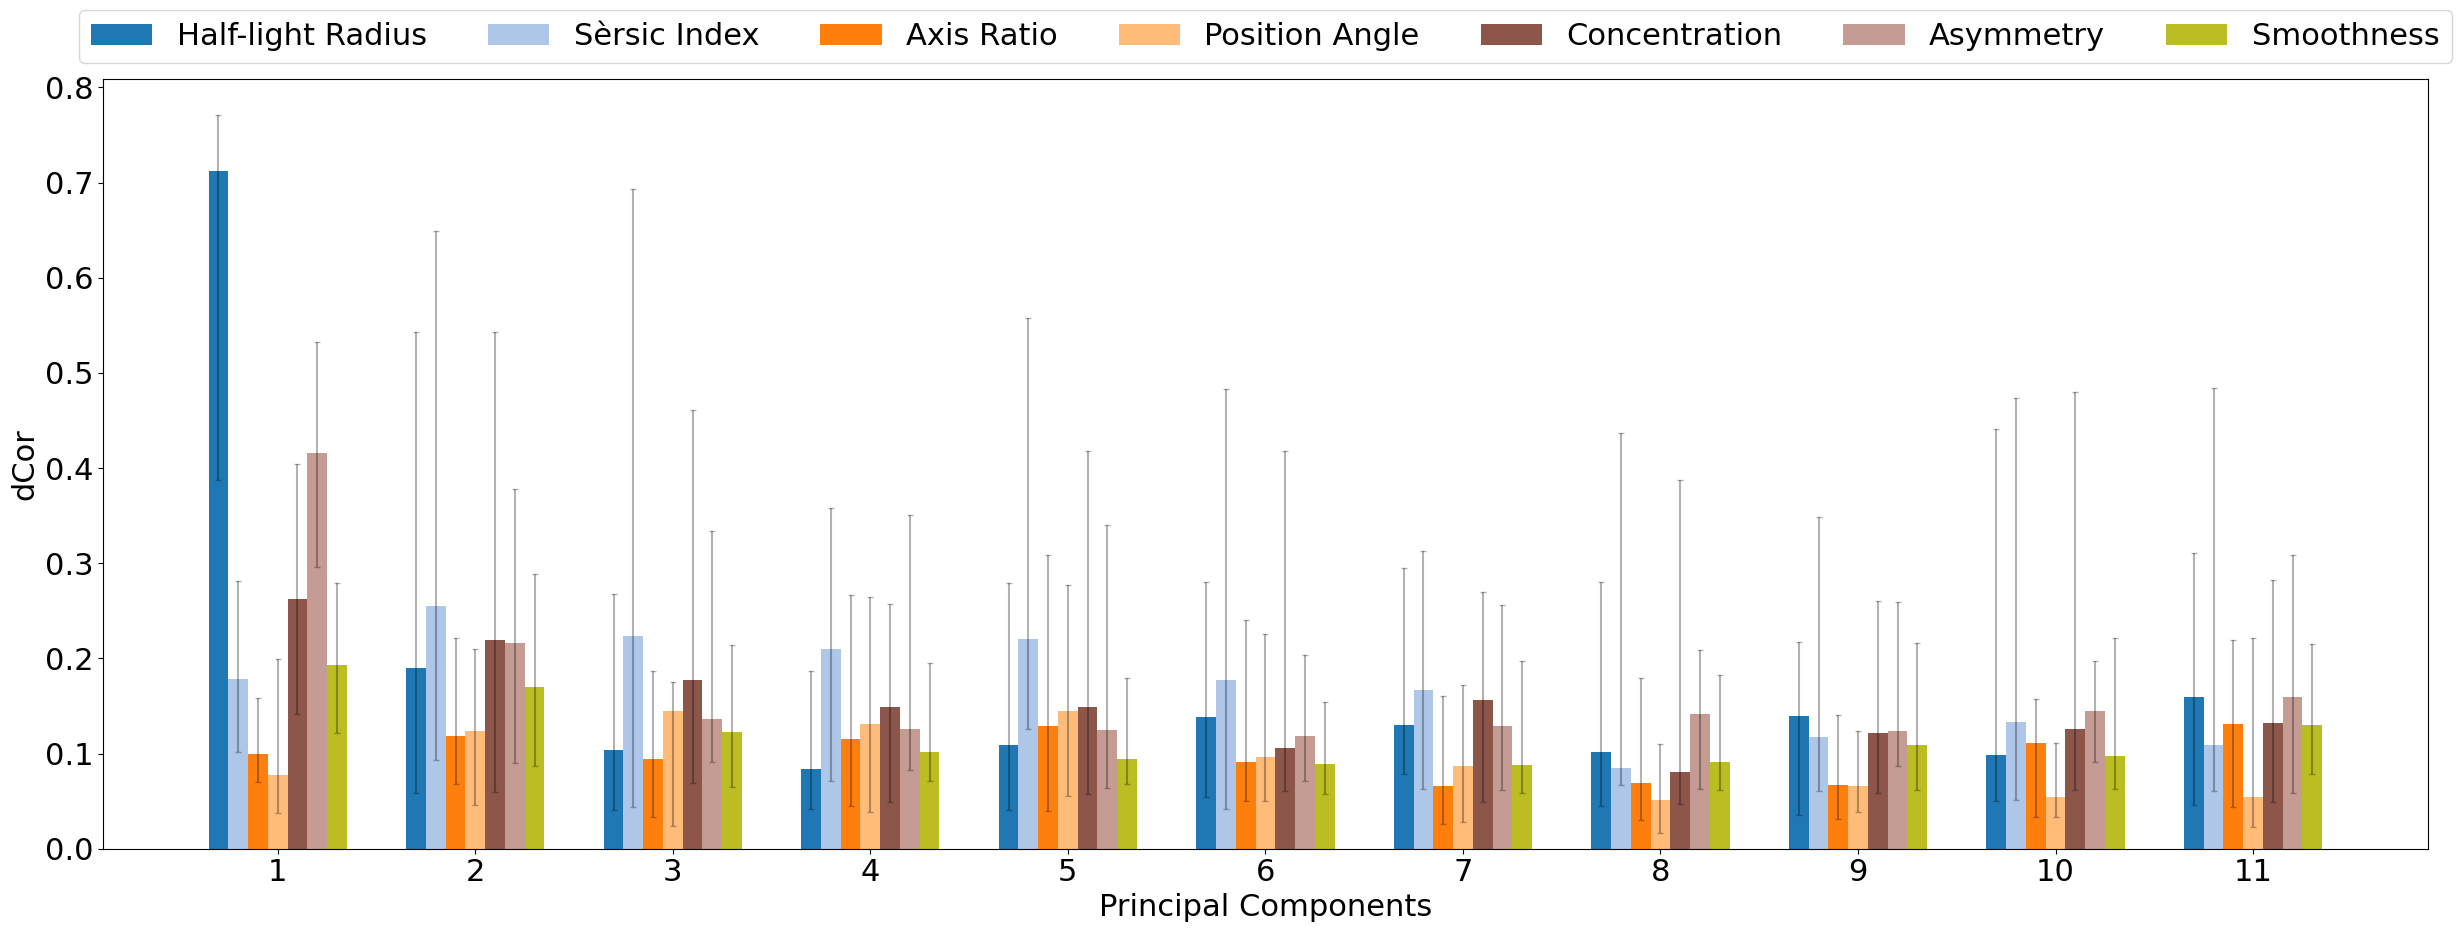 Half-light Radius Sèrsic Index Axis Ratio Position Angle Concentration Asymmetry Smoothness
0.8
0.7
0.6
0.5
0.4
0.3
0.2
0.1
0.0
dCor
1 2 3 4 5 6 7 8 9 10 11
Principal Components